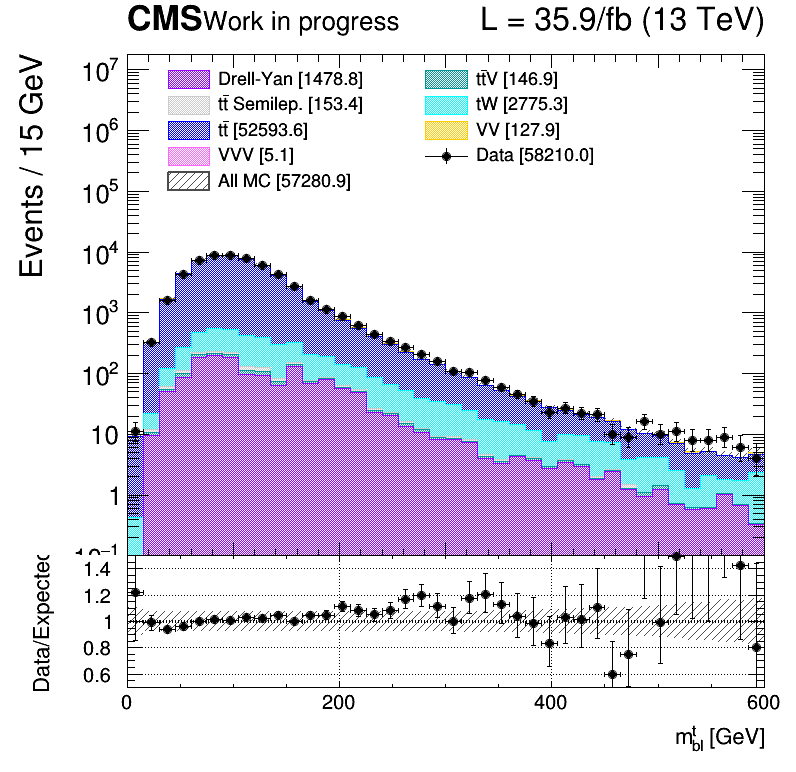 CMS Work in progress L = 35.9/fb (13 TeV)
Events / 15 GeV
Drell-Yan [1478.8]
tt̄ Semilep. [153.4]
tt̄ [52593.6]
VVV [5.1]
All MC [57280.9]
tt̄V [146.9]
tW [2775.3]
VV [127.9]
Data [58210.0]
10⁷
10⁶
10⁵
10⁴
10³
10²
10
1
10⁻¹
Data/Expected
1.4
1.2
1
0.8
0.6
0 200 400 600
mᵗbl [GeV]